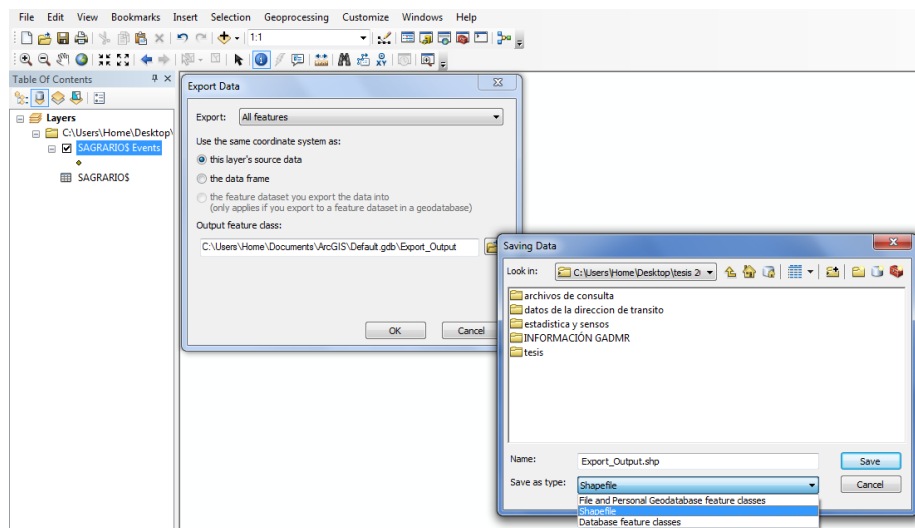 File Edit View Bookmarks Insert Selection Geoprocessing Customize Windows Help
1:1
Table Of Contents
Layers
C:\Users\Home\Desktop\
SAGRARIO$ Events
SAGRARIO$
Export Data
Export: All features
Use the same coordinate system as:
this layer's source data
the data frame
the feature dataset you export the data into
(only applies if you export to a feature dataset in a geodatabase)
Output feature class:
C:\Users\Home\Documents\ArcGIS\Default.gdb\Export_Output
OK Cancel
Saving Data
Look in: C:\Users\Home\Desktop\tesis 2
archivos de consulta
datos de la direccion de transito
estadistica y sensos
INFORMACIÓN GADMR
tesis
Name: Export_Output.shp Save
Save as type: Shapefile Cancel
File and Personal Geodatabase feature classes
Shapefile
Database feature classes